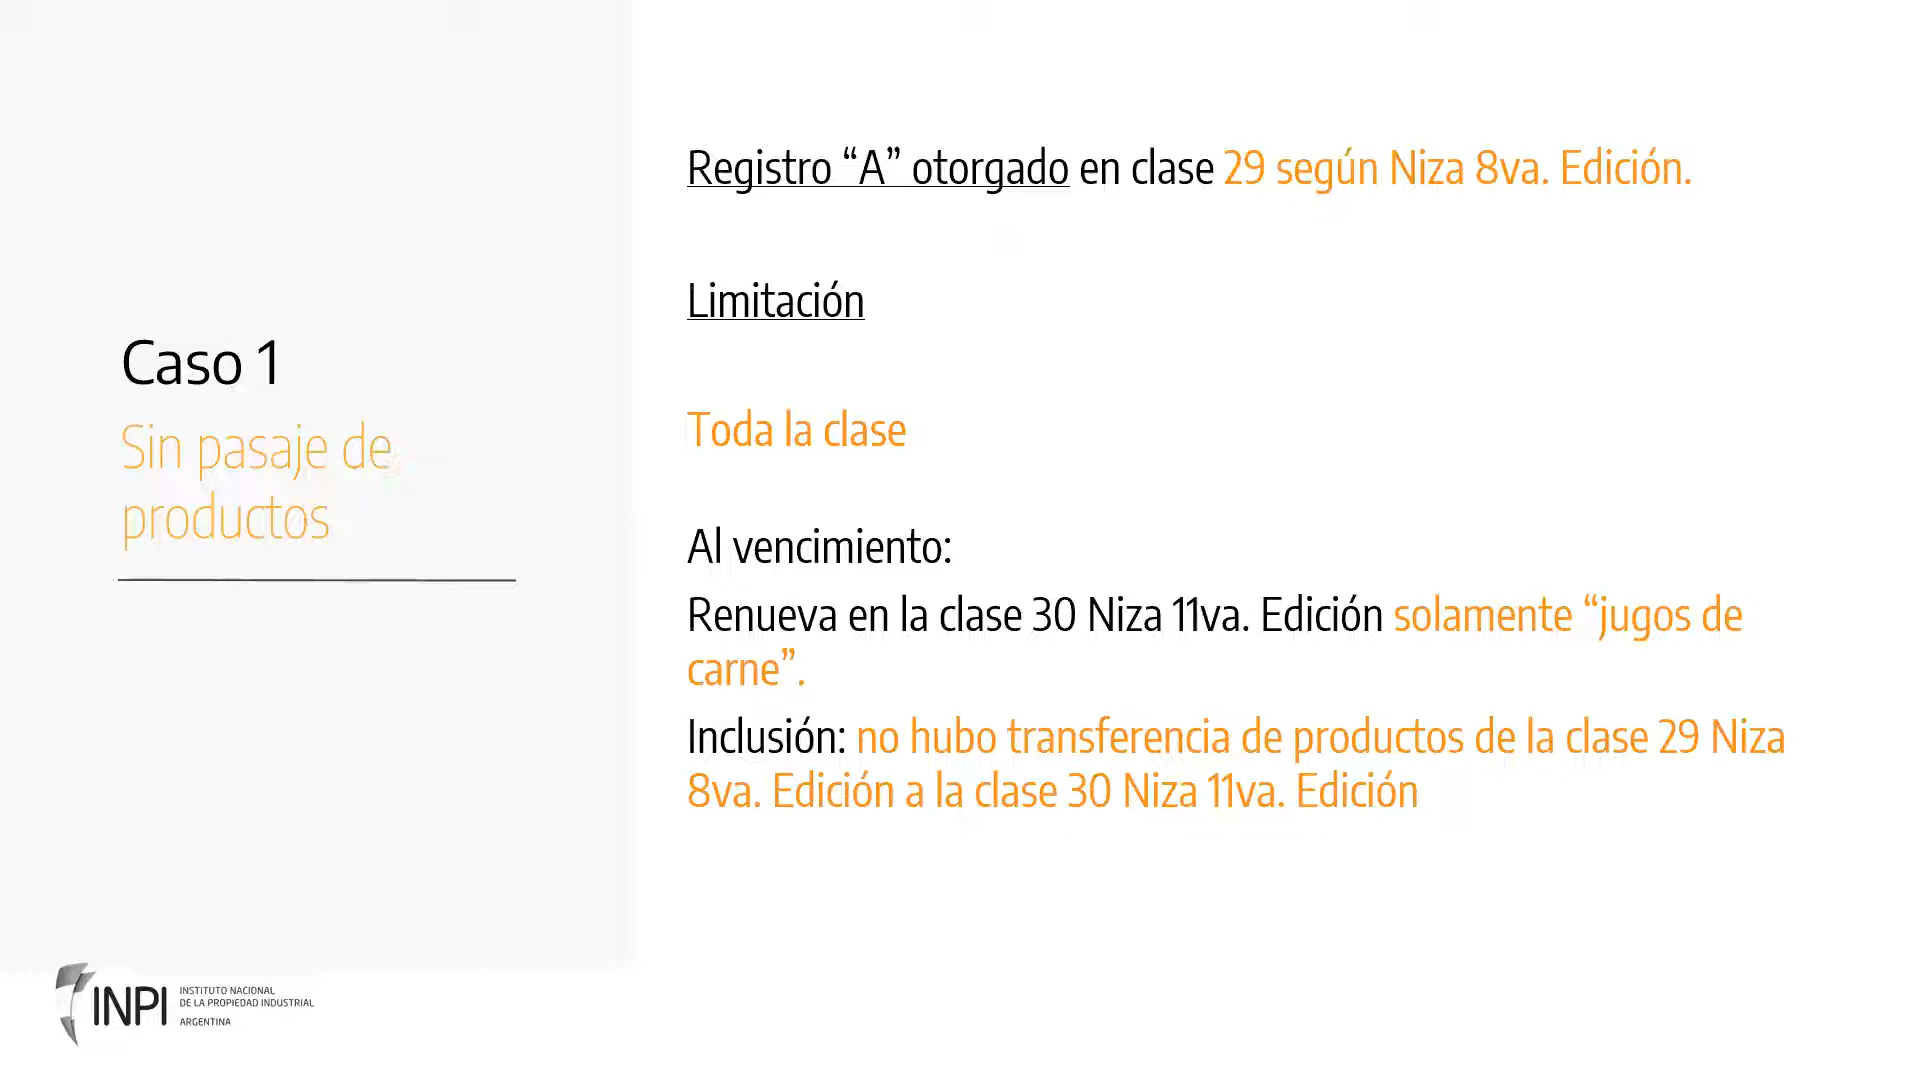 Caso 1
Sin pasaje de
productos
Registro “A” otorgado en clase 29 según Niza 8va. Edición.
Limitación
Toda la clase
Al vencimiento:
Renueva en la clase 30 Niza 11va. Edición solamente “jugos de
carne”.
Inclusión: no hubo transferencia de productos de la clase 29 Niza
8va. Edición a la clase 30 Niza 11va. Edición
INPI
INSTITUTO NACIONAL
DE LA PROPIEDAD INDUSTRIAL
ARGENTINA